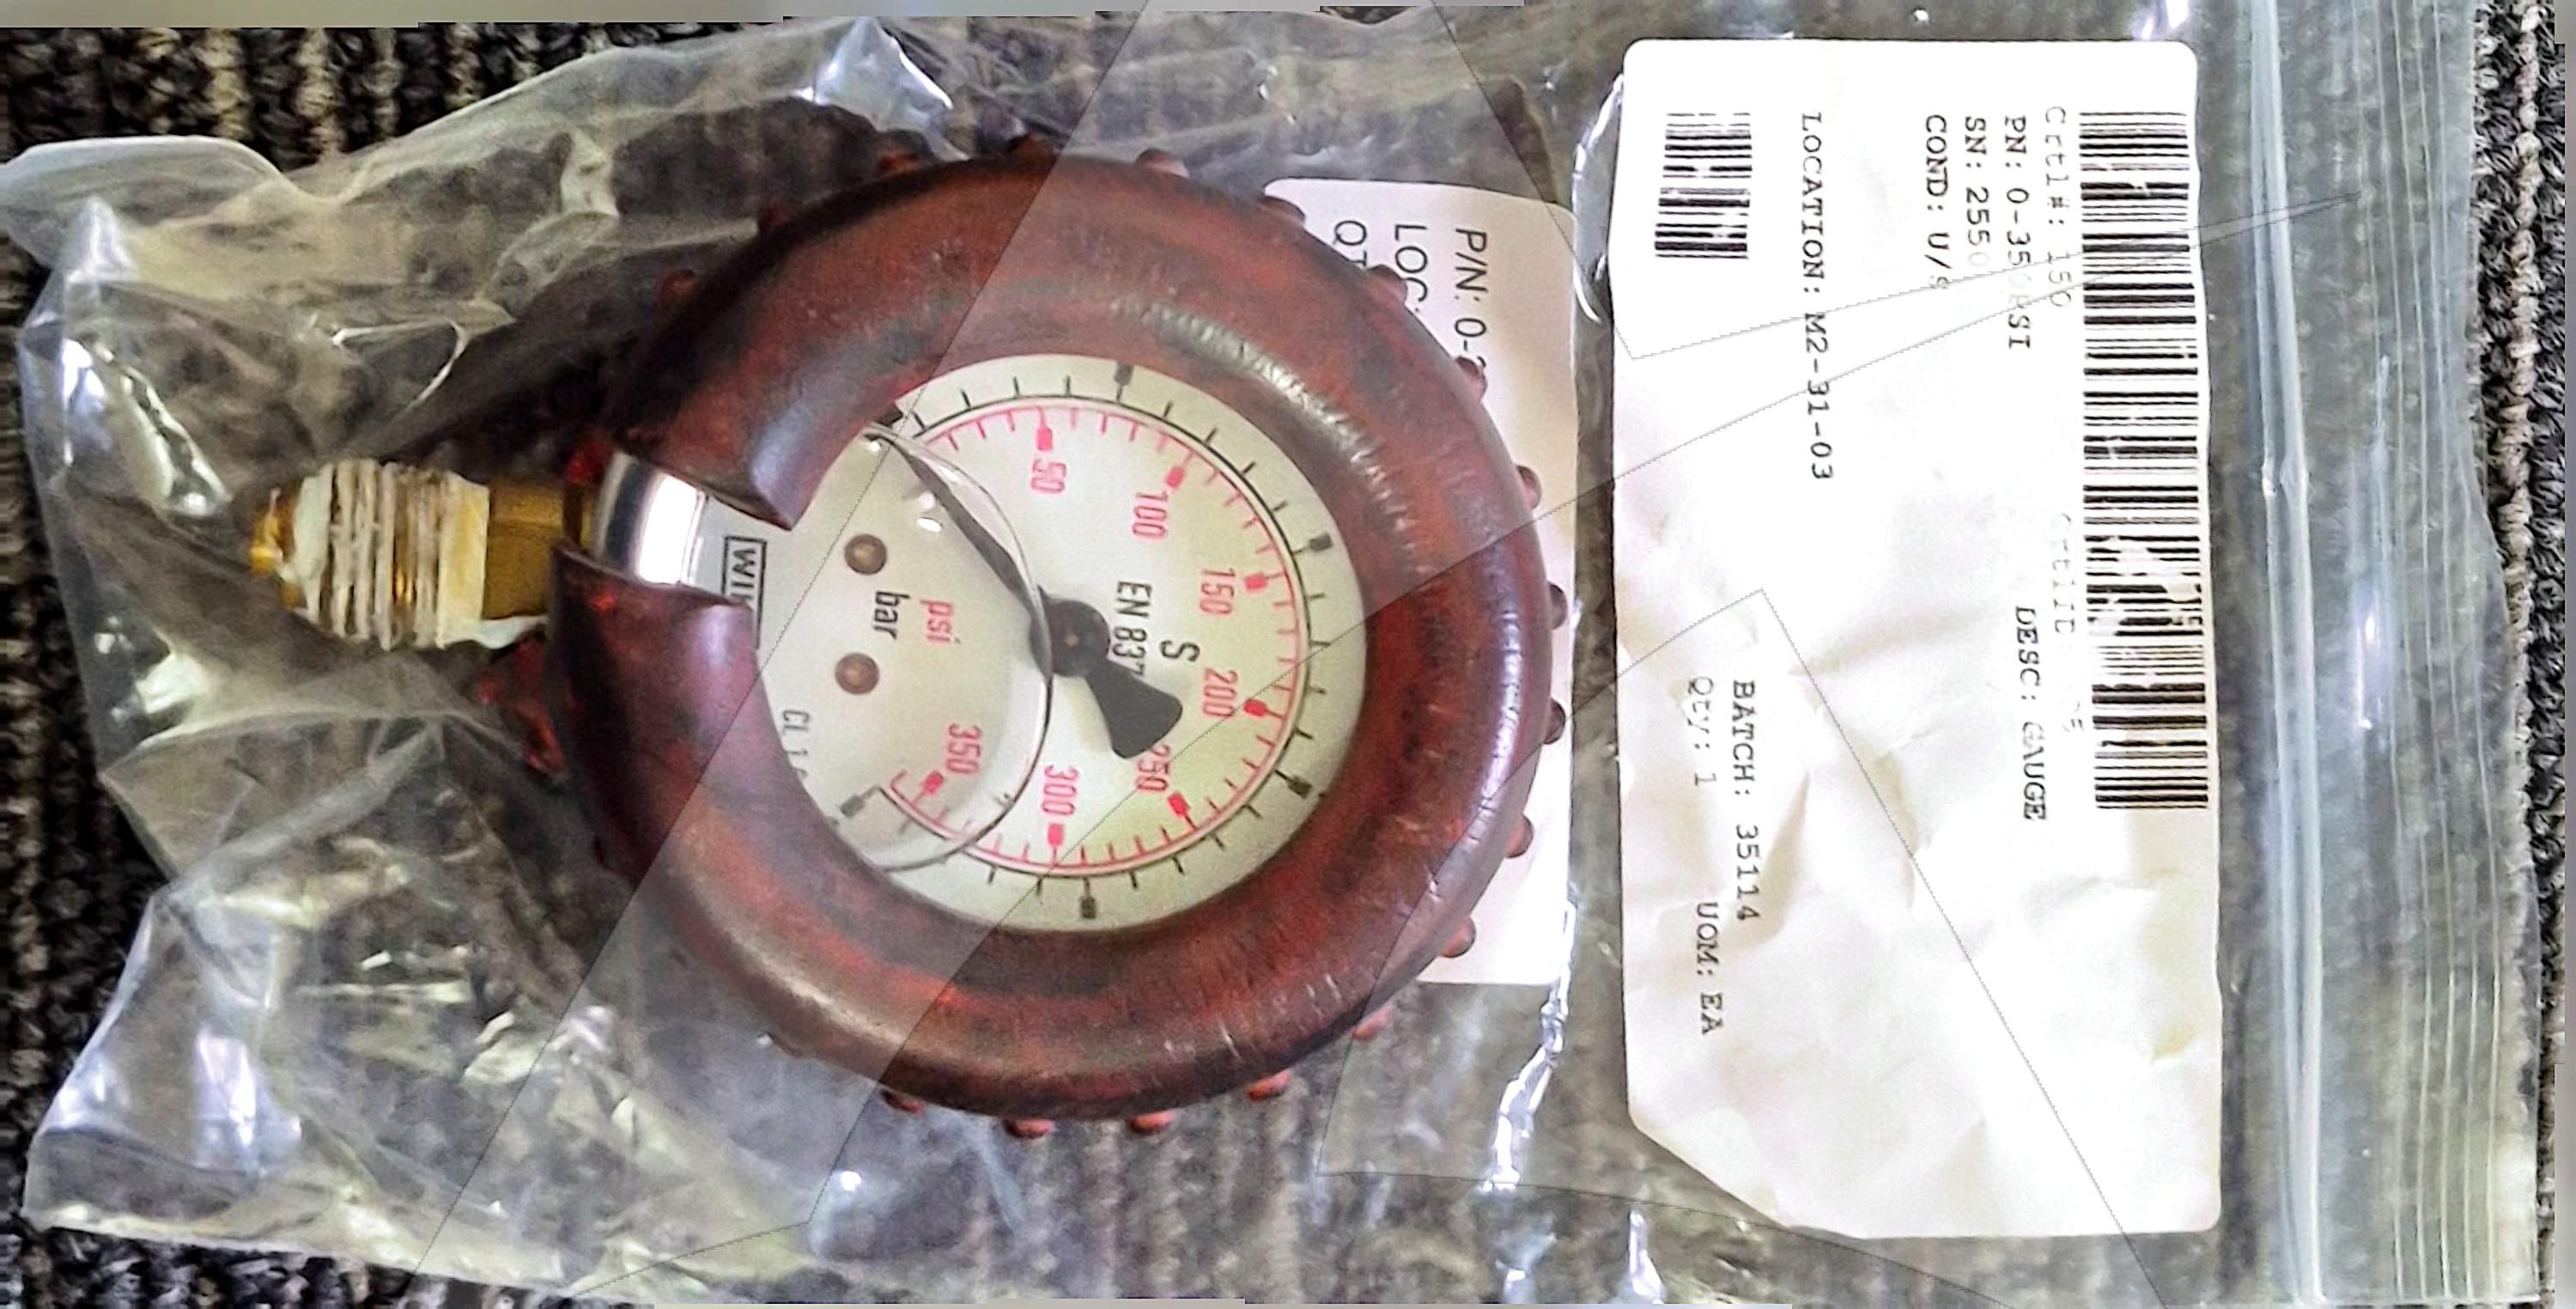 Crtl#: 150
PN: 0-350PSI
DESC: GAUGE
SN: 2550
COND: U/S
LOCATION: M2-31-03
BATCH: 35114
Qty: 1 UOM: EA
P/N: 0-
LOC:
50
100
150
200
250
300
350
S
EN 837
psi
bar
WIK